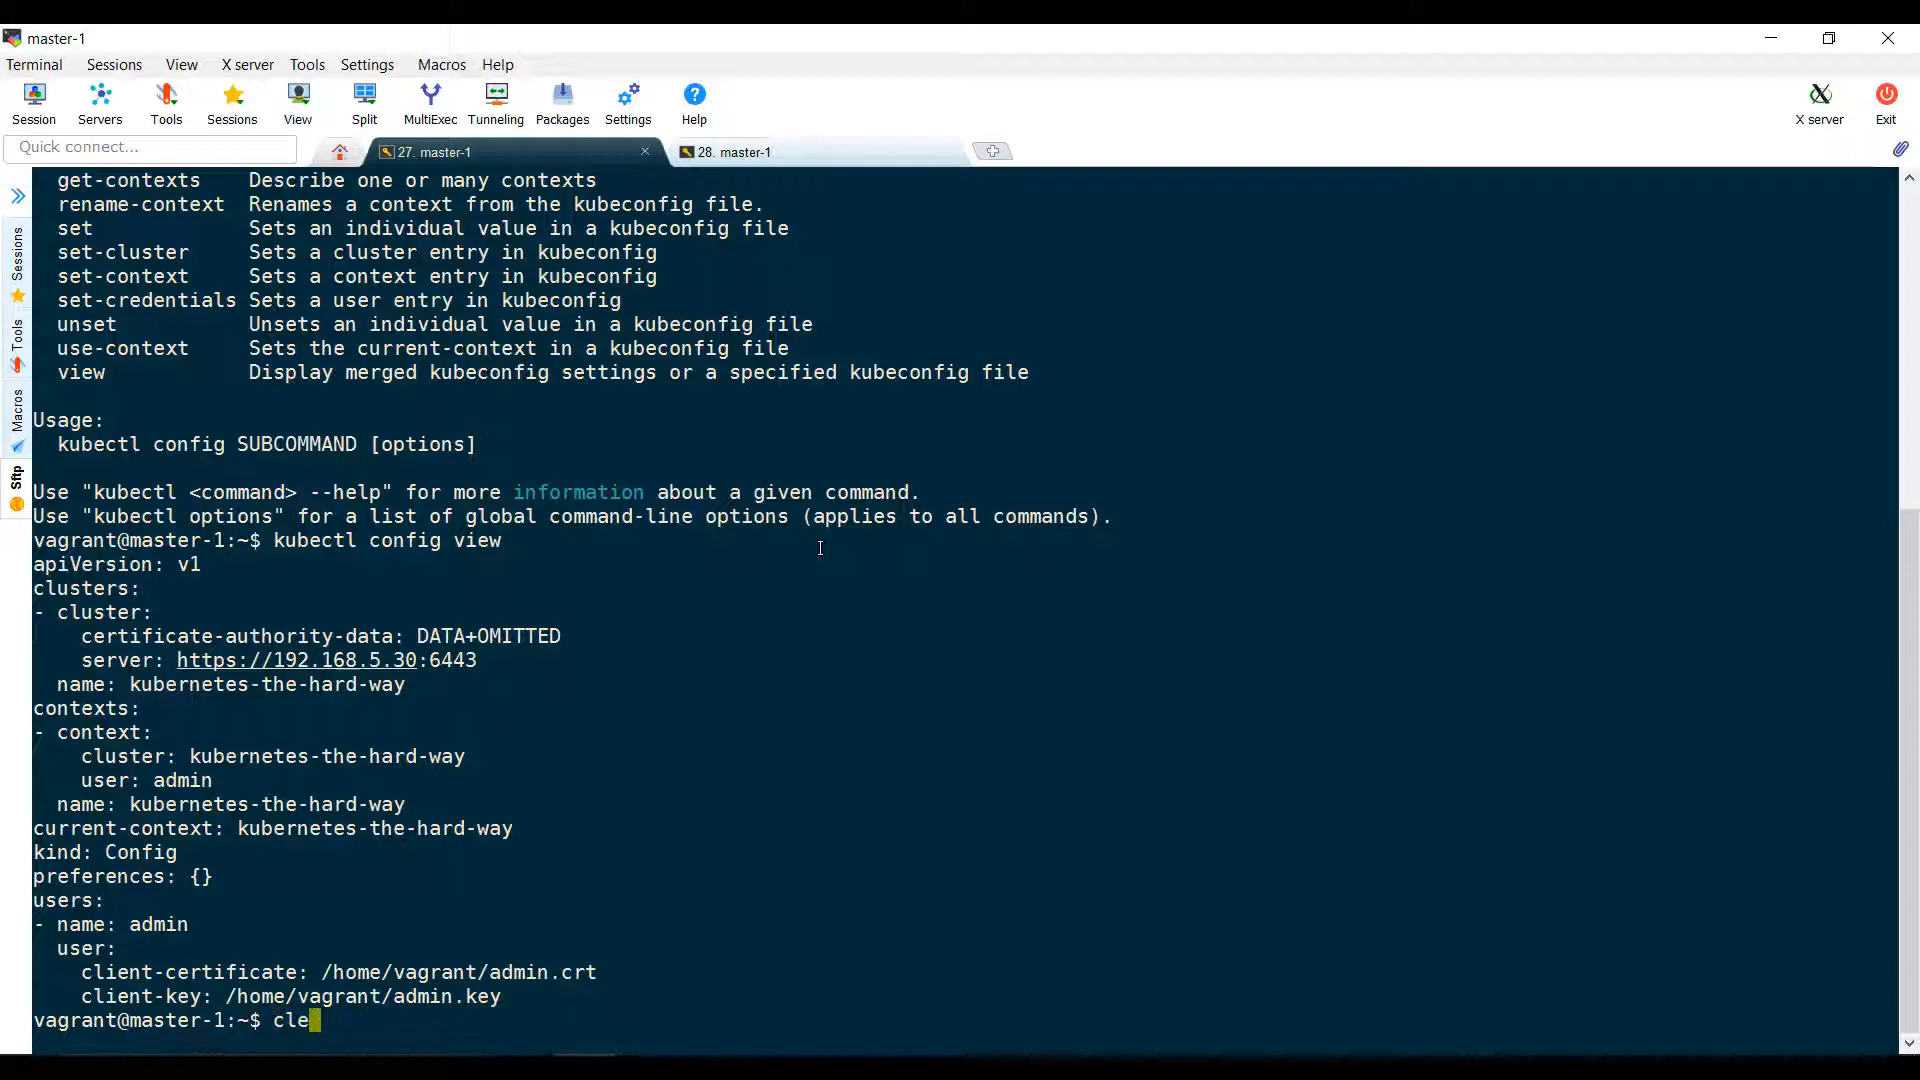 master-1
Terminal Sessions View X server Tools Settings Macros Help
Session Servers Tools Sessions View Split MultiExec Tunneling Packages Settings Help X server Exit
Quick connect...
27. master-1
28. master-1
Sessions
Tools
Macros
Sftp
get-contexts    Describe one or many contexts
rename-context  Renames a context from the kubeconfig file.
set             Sets an individual value in a kubeconfig file
set-cluster     Sets a cluster entry in kubeconfig
set-context     Sets a context entry in kubeconfig
set-credentials Sets a user entry in kubeconfig
unset           Unsets an individual value in a kubeconfig file
use-context     Sets the current-context in a kubeconfig file
view            Display merged kubeconfig settings or a specified kubeconfig file
Usage:
  kubectl config SUBCOMMAND [options]
Use "kubectl <command> --help" for more information about a given command.
Use "kubectl options" for a list of global command-line options (applies to all commands).
vagrant@master-1:~$ kubectl config view
apiVersion: v1
clusters:
- cluster:
    certificate-authority-data: DATA+OMITTED
    server: https://192.168.5.30:6443
  name: kubernetes-the-hard-way
contexts:
- context:
    cluster: kubernetes-the-hard-way
    user: admin
  name: kubernetes-the-hard-way
current-context: kubernetes-the-hard-way
kind: Config
preferences: {}
users:
- name: admin
  user:
    client-certificate: /home/vagrant/admin.crt
    client-key: /home/vagrant/admin.key
vagrant@master-1:~$ cle